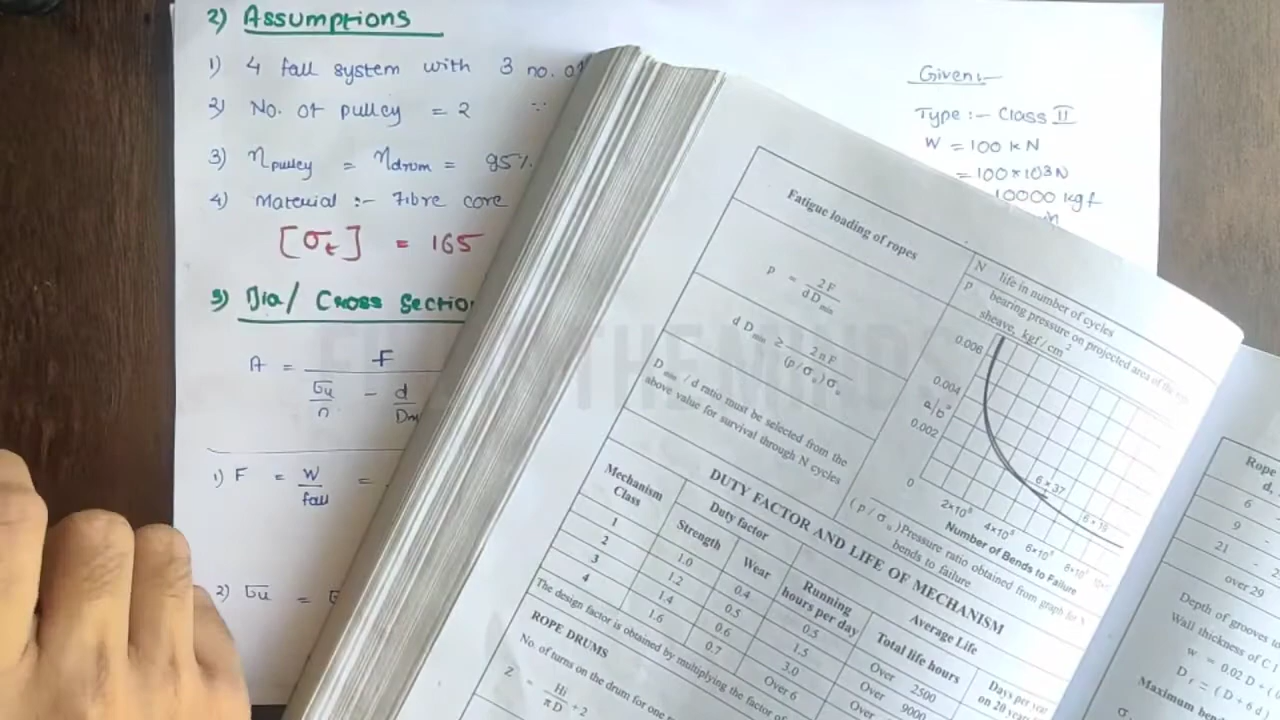 2) Assumptions
1) 4 fall system with 3 no. of
2) No. of pulley = 2 ∵
3) ηpulley = ηdrum = 95%
4) Material :- Fibre core
[σt] = 165
3) Dia/ Cross Section
A = F / (σu/n - d/Dm
1) F = W/fall =
2) σu =
Given:-
Type :- Class II
W = 100 kN
= 100×103N
10000 kgf
Fatigue loading of ropes
p = 2F / d Dmin
d Dmin ≥ 2nF / (p/σu)σu
Dmin / d ratio must be selected from the
above value for survival through N cycles
N life in number of cycles
p bearing pressure on projected area of the
sheave, kgf/cm²
0.006
0.004
0.002
0
6 × 37
6 × 19
Number of Bends to Failure
(p/σu) Pressure ratio obtained from graph for
bends to failure
DUTY FACTOR AND LIFE OF MECHANISM
Mechanism Class
Duty factor
Strength Wear
Running hours per day
Average Life
Total life hours
Days per year
on 20 years
1 1.0 0.4 0.5 Over 2500
2 1.2 0.5 1.5 Over 9000
3 1.4 0.6 3.0 Over
4 1.6 0.7 Over 6
The design factor is obtained by multiplying the factor of
ROPE DRUMS
No. of turns on the drum for one
Z = Hi/πD + 2
Rope
d,
6
9 -
21 -
over 29
Depth of grooves
Wall thickness of C
w = 0.02 D + (
D = (D + 6 d)
Maximum
σ